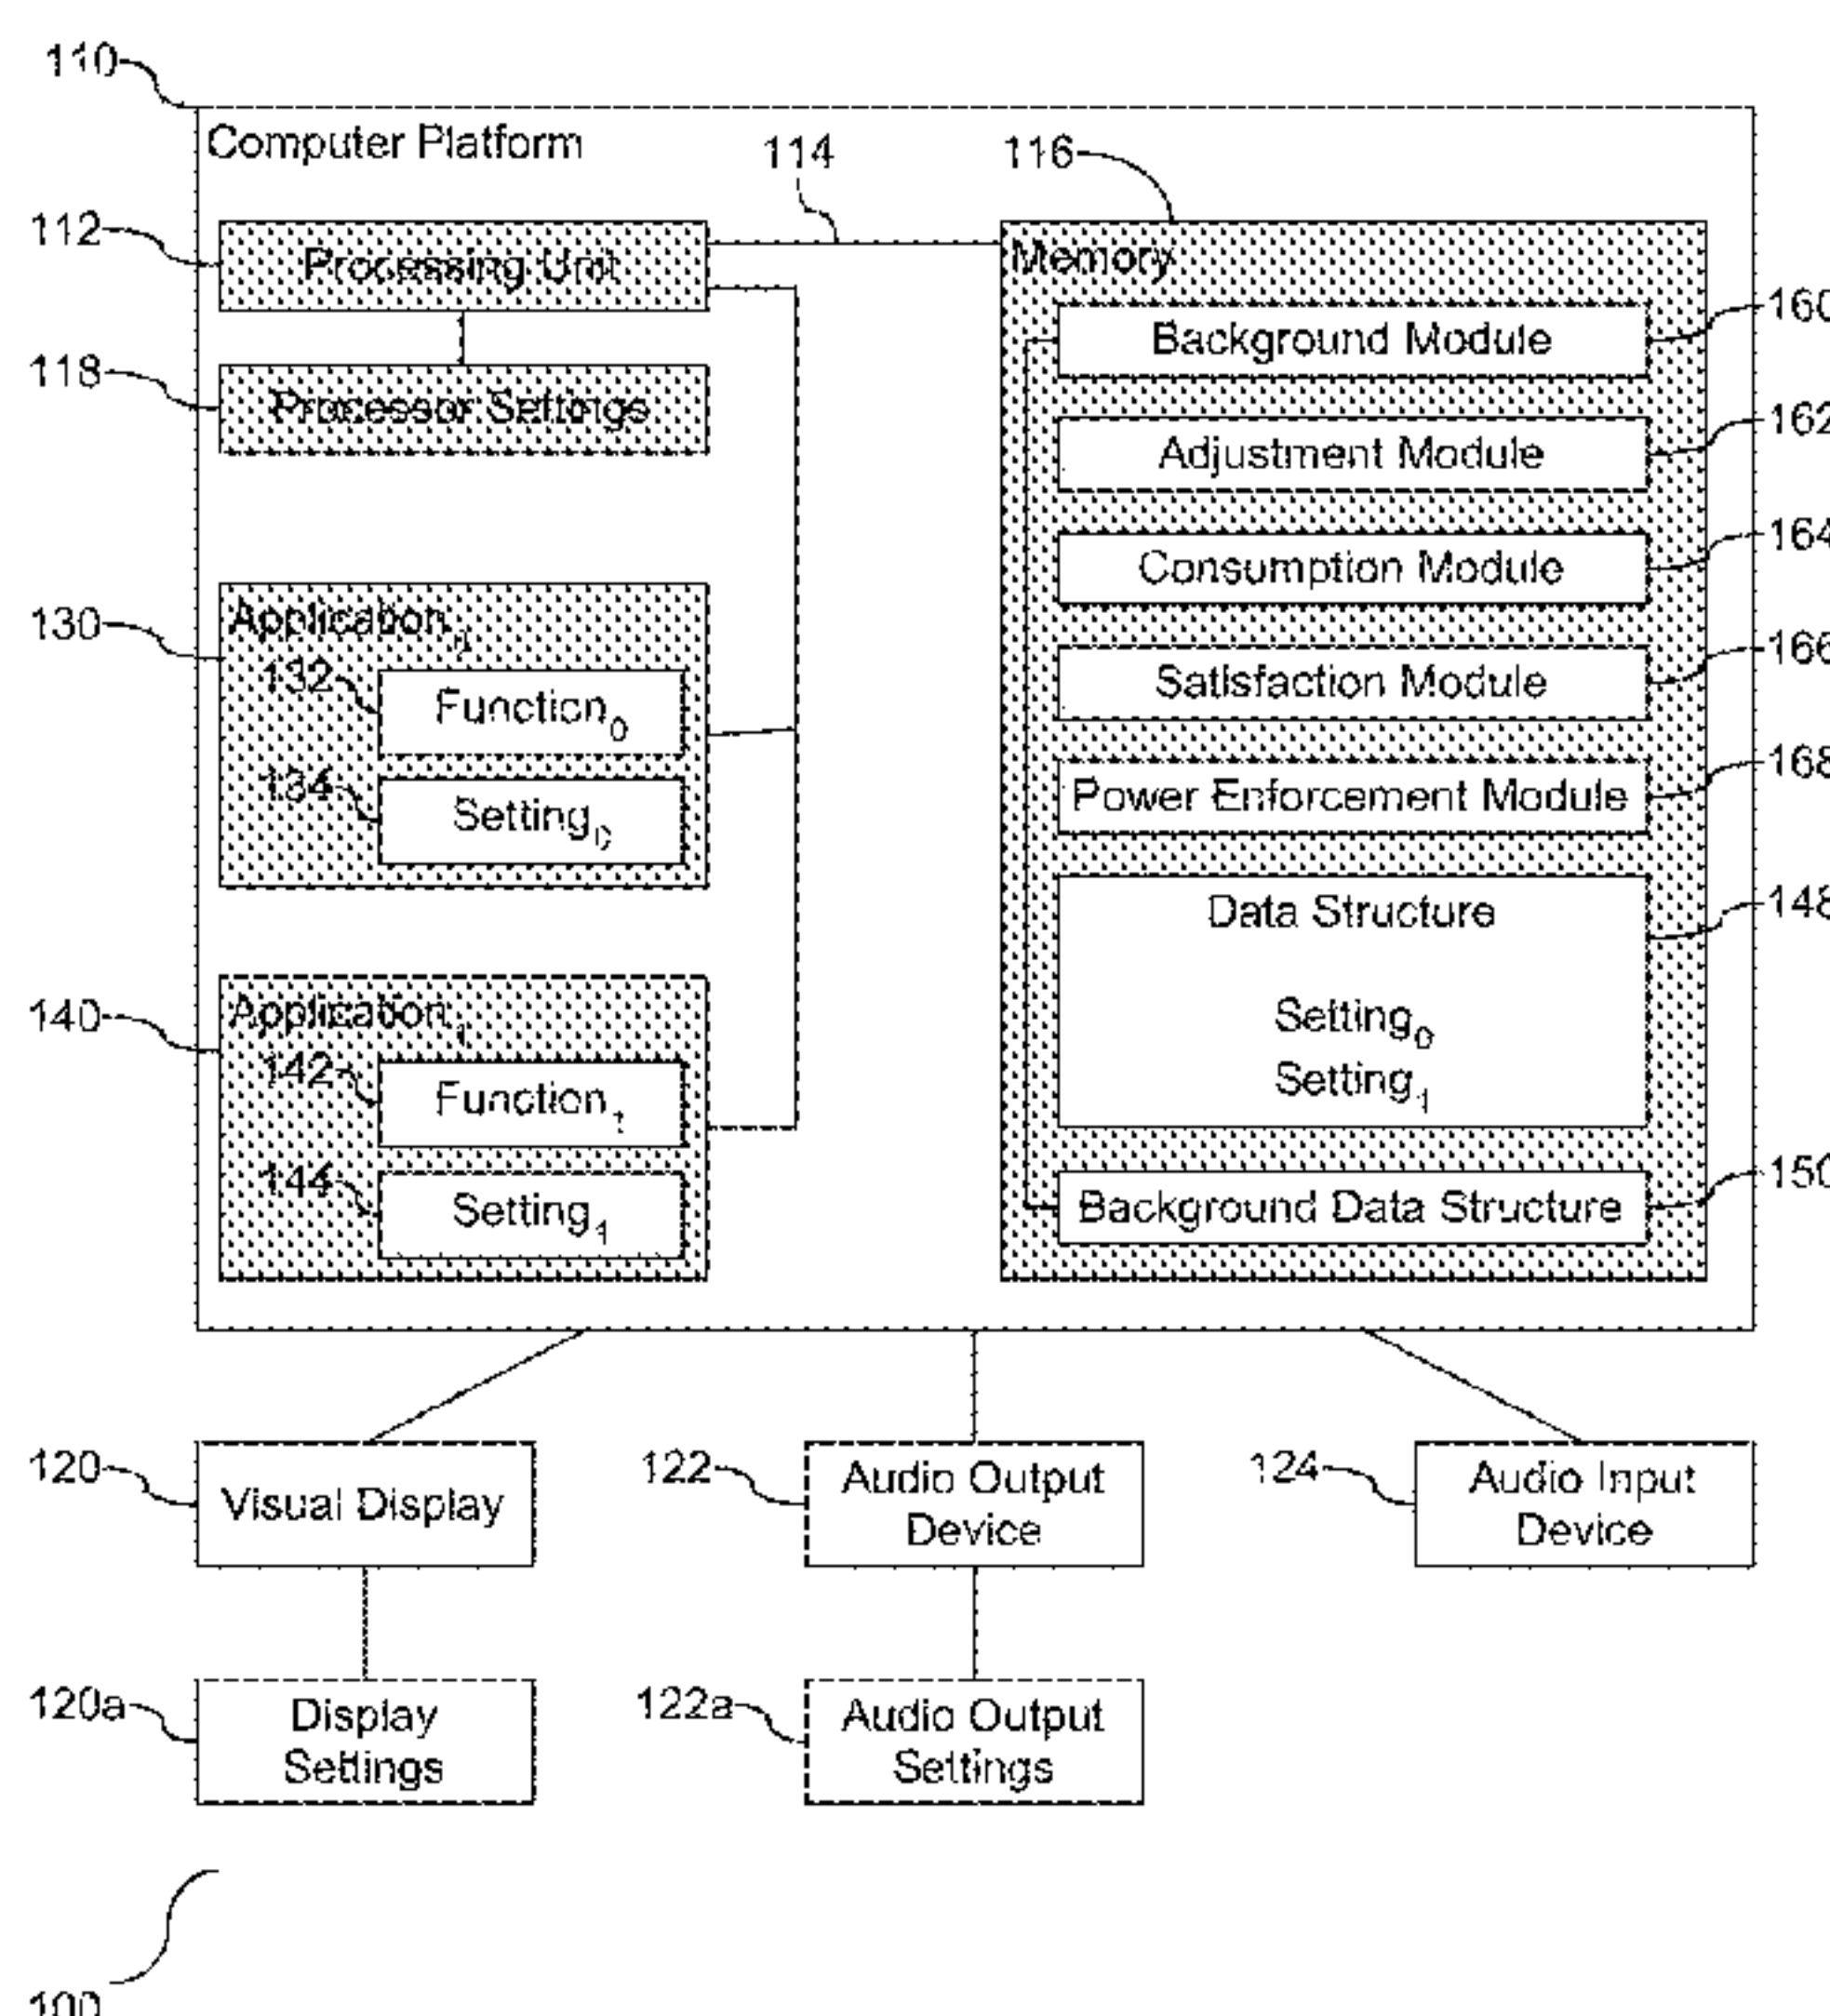 110
Computer Platform
114
116
112
Processing Unit
Memory
160
Background Module
118
Processor Settings
162
Adjustment Module
164
Consumption Module
130
Application₀
166
Satisfaction Module
132
Function₀
134
Setting₀
168
Power Enforcement Module
148
Data Structure
Setting₀
Setting₁
140
Application₁
142
Function₁
144
Setting₁
150
Background Data Structure
120
Visual Display
122
Audio Output
Device
124
Audio Input
Device
120a
Display
Settings
122a
Audio Output
Settings
100